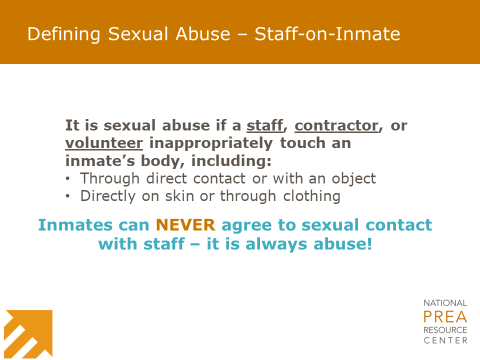 Defining Sexual Abuse – Staff-on-Inmate
It is sexual abuse if a staff, contractor, or
volunteer inappropriately touch an
inmate's body, including:
• Through direct contact or with an object
• Directly on skin or through clothing
Inmates can NEVER agree to sexual contact
with staff – it is always abuse!
NATIONAL
PREA
RESOURCE
CENTER